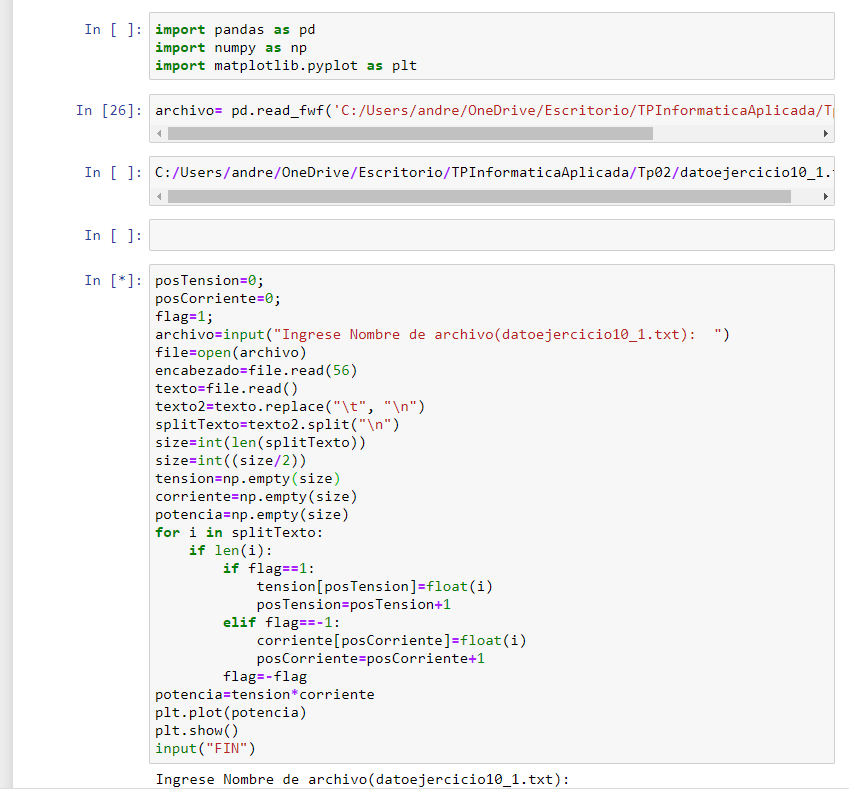 In [ ]: import pandas as pd
import numpy as np
import matplotlib.pyplot as plt
In [26]: archivo= pd.read_fwf('C:/Users/andre/OneDrive/Escritorio/TPInformaticaAplicada/T
In [ ]: C:/Users/andre/OneDrive/Escritorio/TPInformaticaAplicada/Tp02/datoejercicio10_1.
In [ ]:
In [*]: posTension=0;
posCorriente=0;
flag=1;
archivo=input("Ingrese Nombre de archivo(datoejercicio10_1.txt):  ")
file=open(archivo)
encabezado=file.read(56)
texto=file.read()
texto2=texto.replace("\t", "\n")
splitTexto=texto2.split("\n")
size=int(len(splitTexto))
size=int((size/2))
tension=np.empty(size)
corriente=np.empty(size)
potencia=np.empty(size)
for i in splitTexto:
    if len(i):
        if flag==1:
            tension[posTension]=float(i)
            posTension=posTension+1
        elif flag==-1:
            corriente[posCorriente]=float(i)
            posCorriente=posCorriente+1
        flag=-flag
potencia=tension*corriente
plt.plot(potencia)
plt.show()
input("FIN")
Ingrese Nombre de archivo(datoejercicio10_1.txt):